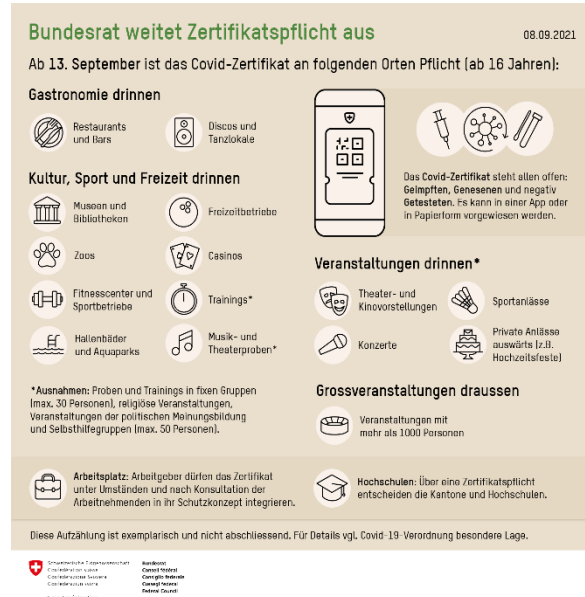 Bundesrat weitet Zertifikatspflicht aus
08.09.2021
Ab 13. September ist das Covid-Zertifikat an folgenden Orten Pflicht (ab 16 Jahren):
Gastronomie drinnen
Restaurants
und Bars
Discos und
Tanzlokale
Kultur, Sport und Freizeit drinnen
Museen und
Bibliotheken
Freizeitbetriebe
Zoos
Casinos
Fitnesscenter und
Sportbetriebe
Trainings*
Hallenbäder
und Aquaparks
Musik- und
Theaterproben*
*Ausnahmen: Proben und Trainings in fixen Gruppen
(max. 30 Personen), religiöse Veranstaltungen,
Veranstaltungen der politischen Meinungsbildung
und Selbsthilfegruppen (max. 50 Personen).
Das Covid-Zertifikat steht allen offen:
Geimpften, Genesenen und negativ
Getesteten. Es kann in einer App oder
in Papierform vorgewiesen werden.
Veranstaltungen drinnen*
Theater- und
Kinovorstellungen
Sportanlässe
Konzerte
Private Anlässe
auswärts (z.B.
Hochzeitsfeste)
Grossveranstaltungen draussen
Veranstaltungen mit
mehr als 1000 Personen
Arbeitsplatz: Arbeitgeber dürfen das Zertifikat
unter Umständen und nach Konsultation der
Arbeitnehmenden in ihr Schutzkonzept integrieren.
Hochschulen: Über eine Zertifikatspflicht
entscheiden die Kantone und Hochschulen.
Diese Aufzählung ist exemplarisch und nicht abschliessend. Für Details vgl. Covid-19-Verordnung besondere Lage.
Schweizerische Eidgenossenschaft
Confédération suisse
Confederazione Svizzera
Confederaziun svizra
Bundesrat
Conseil fédéral
Consiglio federale
Cussegl federal
Federal Council